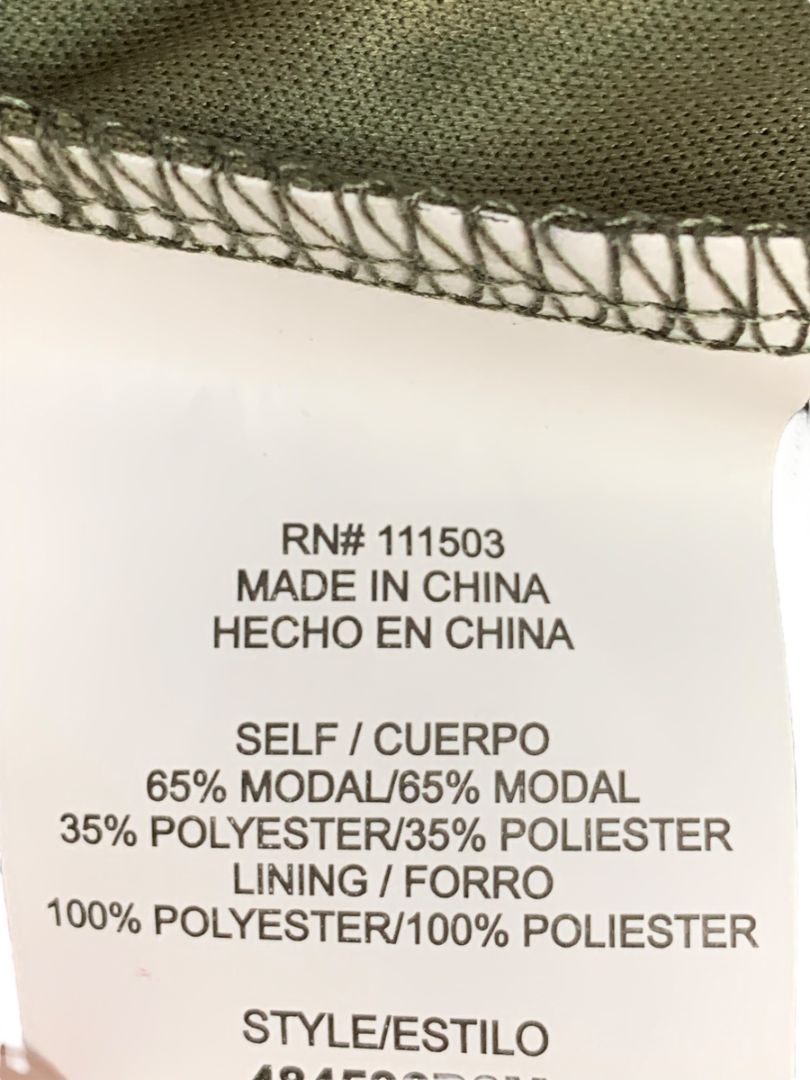 RN# 111503
MADE IN CHINA
HECHO EN CHINA
SELF / CUERPO
65% MODAL/65% MODAL
35% POLYESTER/35% POLIESTER
LINING / FORRO
100% POLYESTER/100% POLIESTER
STYLE/ESTILO